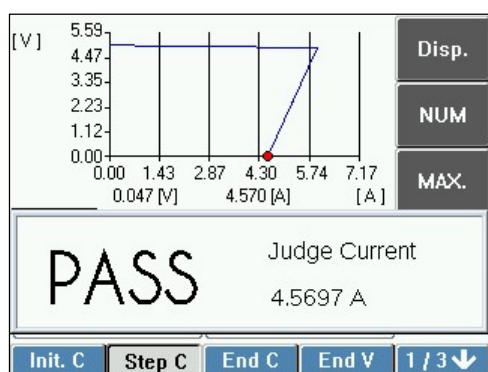 [V]
5.59
4.47
3.35
2.23
1.12
0.00
0.00 1.43 2.87 4.30 5.74 7.17
0.047 [V] 4.570 [A] [A]
Disp.
NUM
MAX.
PASS
Judge Current
4.5697 A
Init. C Step C End C End V 1/3